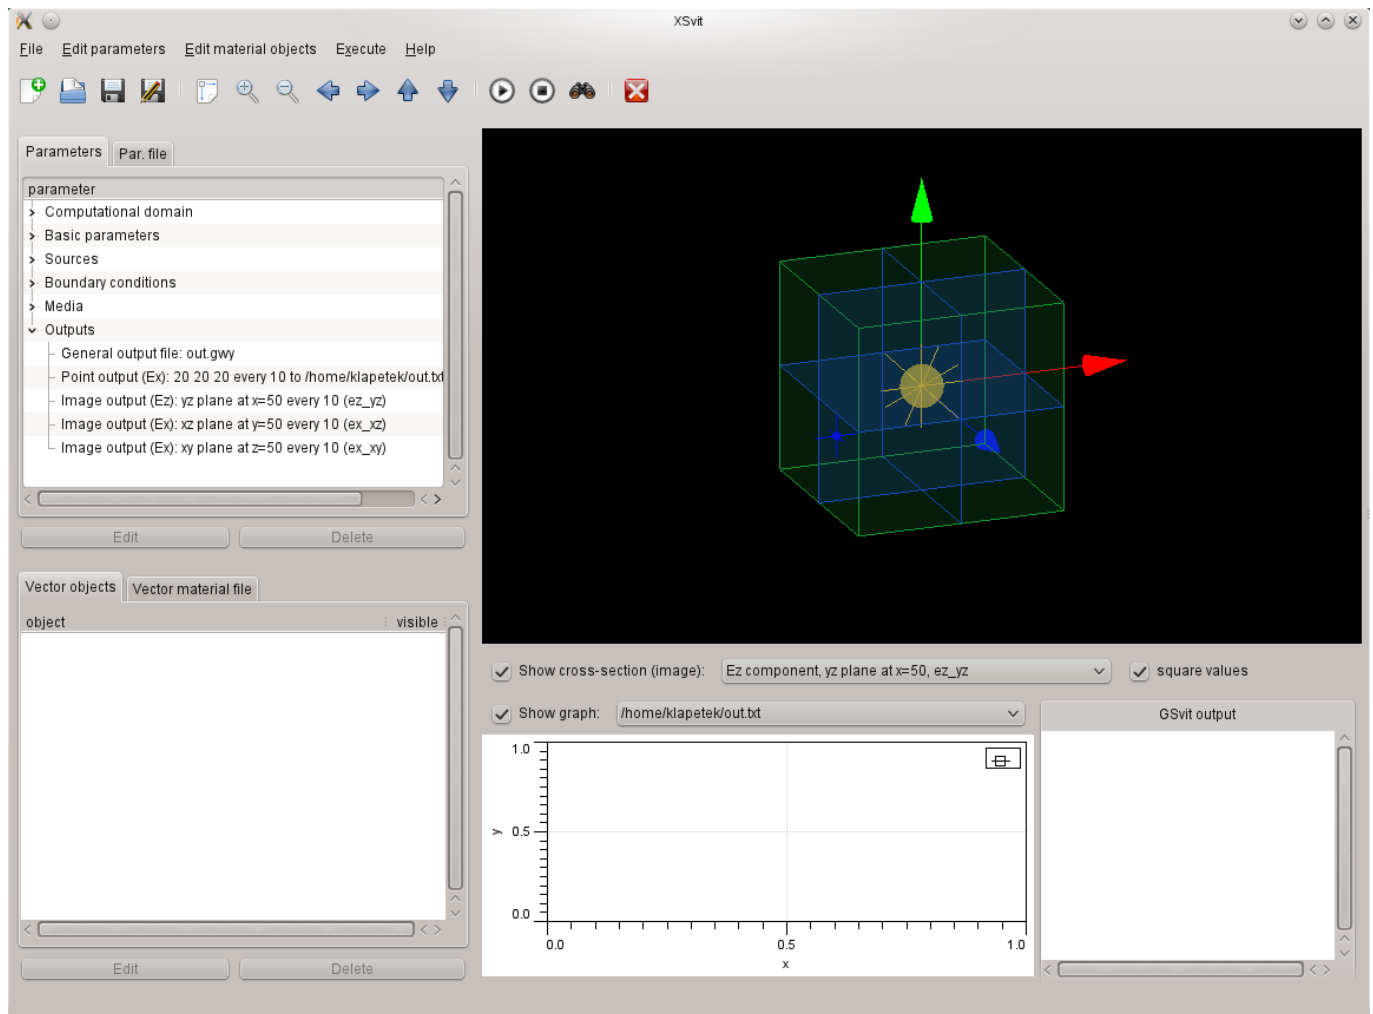 XSvit
File Edit parameters Edit material objects Execute Help
Parameters Par. file
parameter
Computational domain
Basic parameters
Sources
Boundary conditions
Media
Outputs
General output file: out.gwy
Point output (Ex): 20 20 20 every 10 to /home/klapetek/out.txt
Image output (Ez): yz plane at x=50 every 10 (ez_yz)
Image output (Ex): xz plane at y=50 every 10 (ex_xz)
Image output (Ex): xy plane at z=50 every 10 (ex_xy)
Edit Delete
Vector objects Vector material file
object visible
Edit Delete
Show cross-section (image): Ez component, yz plane at x=50, ez_yz square values
Show graph: /home/klapetek/out.txt
GSvit output
1.0
y 0.5
0.0
0.0 0.5 1.0
x